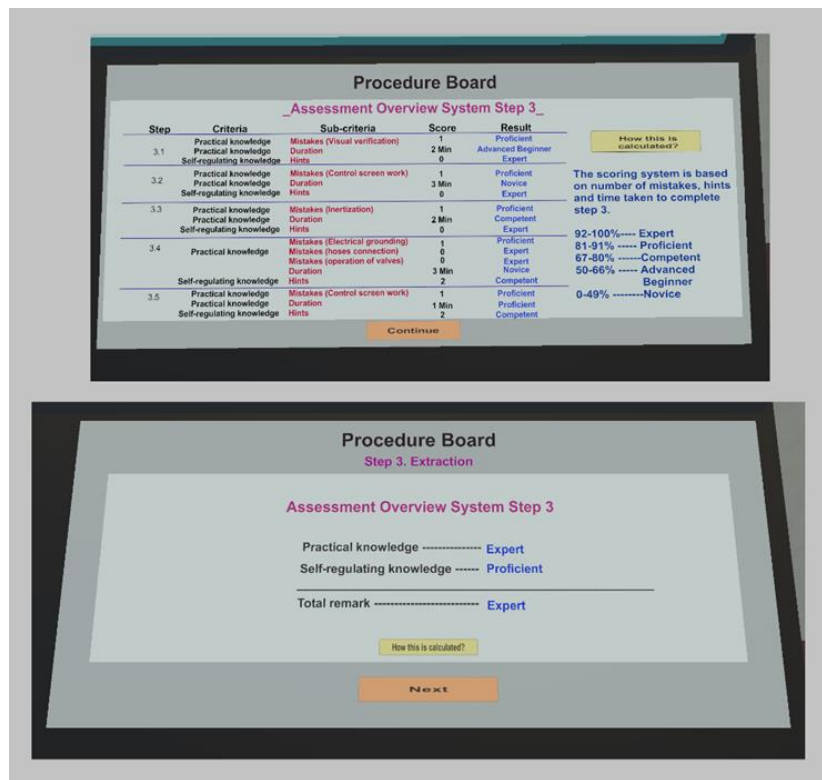 Procedure Board
_Assessment Overview System Step 3_
Step Criteria Sub-criteria Score Result
Practical knowledge Mistakes (Visual verification) 1 Proficient
3.1 Practical knowledge Duration 2 Min Advanced Beginner
Self-regulating knowledge Hints 0 Expert
Practical knowledge Mistakes (Control screen work) 1 Proficient
3.2 Practical knowledge Duration 3 Min Novice
Self-regulating knowledge Hints 0 Expert
3.3 Practical knowledge Mistakes (Inertization) 1 Proficient
Practical knowledge Duration 2 Min Competent
Self-regulating knowledge Hints 0 Expert
Mistakes (Electrical grounding) 1 Proficient
3.4 Practical knowledge Mistakes (hoses connection) 0 Expert
Mistakes (operation of valves) 0 Expert
Duration 3 Min Novice
Self-regulating knowledge Hints 2 Competent
3.5 Practical knowledge Mistakes (Control screen work) 1 Proficient
Practical knowledge Duration 1 Min Proficient
Self-regulating knowledge Hints 2 Competent
How this is
calculated?
The scoring system is based
on number of mistakes, hints
and time taken to complete
step 3.
92-100%---- Expert
81-91% ----- Proficient
67-80% ------Competent
50-66% ----- Advanced
Beginner
0-49% --------Novice
Continue
Procedure Board
Step 3. Extraction
Assessment Overview System Step 3
Practical knowledge --------------- Expert
Self-regulating knowledge ------ Proficient
Total remark -------------------------- Expert
How this is calculated?
Next